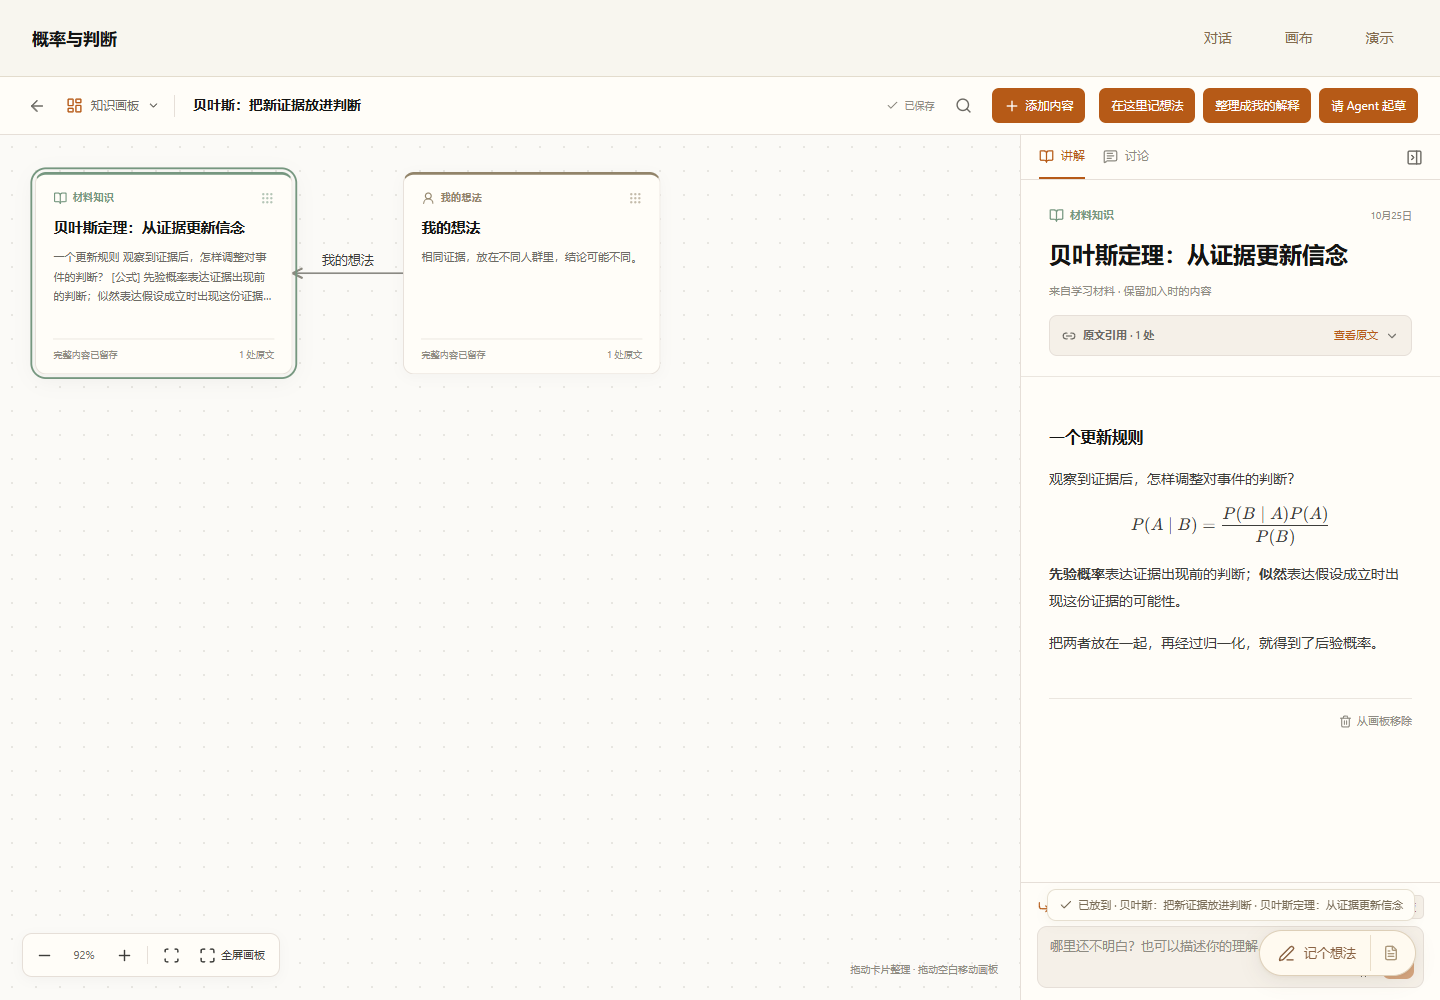 概率与判断
对话
画布
演示
知识画板
贝叶斯：把新证据放进判断
已保存
添加内容
在这里记想法
整理成我的解释
请 Agent 起草
材料知识
贝叶斯定理：从证据更新信念
一个更新规则 观察到证据后，怎样调整对事
件的判断？ [公式] 先验概率表达证据出现前
的判断；似然表达假设成立时出现这份证据...
完整内容已留存
1 处原文
我的想法
我的想法
我的想法
相同证据，放在不同人群里，结论可能不同。
完整内容已留存
1 处原文
讲解
讨论
材料知识
10月25日
贝叶斯定理：从证据更新信念
来自学习材料 · 保留加入时的内容
原文引用 · 1 处
查看原文
一个更新规则
观察到证据后，怎样调整对事件的判断？
P(A | B) = P(B | A)P(A) / P(B)
先验概率表达证据出现前的判断；似然表达假设成立时出
现这份证据的可能性。
把两者放在一起，再经过归一化，就得到了后验概率。
从画板移除
已放到 · 贝叶斯：把新证据放进判断 · 贝叶斯定理：从证据更新信念
哪里还不明白？也可以描述你的理解
记个想法
92%
全屏画板
拖动卡片整理 · 拖动空白移动画板